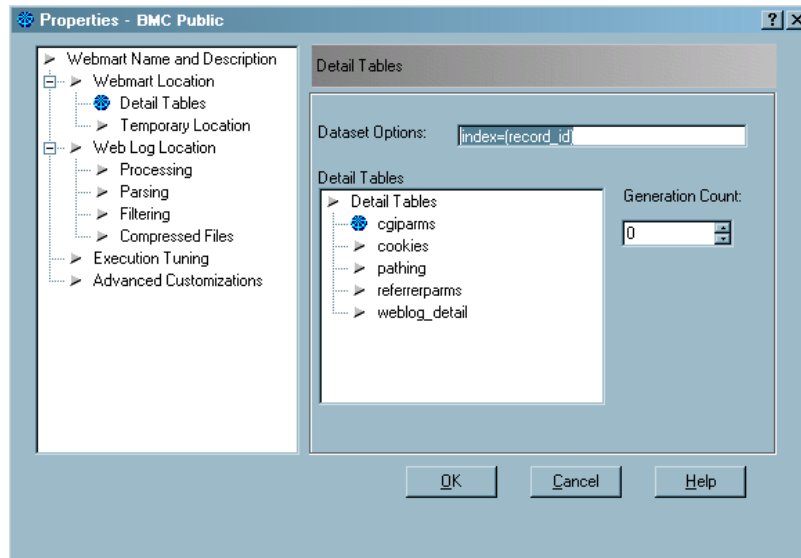 Properties - BMC Public
Webmart Name and Description
Webmart Location
Detail Tables
Temporary Location
Web Log Location
Processing
Parsing
Filtering
Compressed Files
Execution Tuning
Advanced Customizations
Detail Tables
Dataset Options:
index=(record_id)
Detail Tables
Detail Tables
cgiparms
cookies
pathing
referrerparms
weblog_detail
Generation Count:
0
OK
Cancel
Help